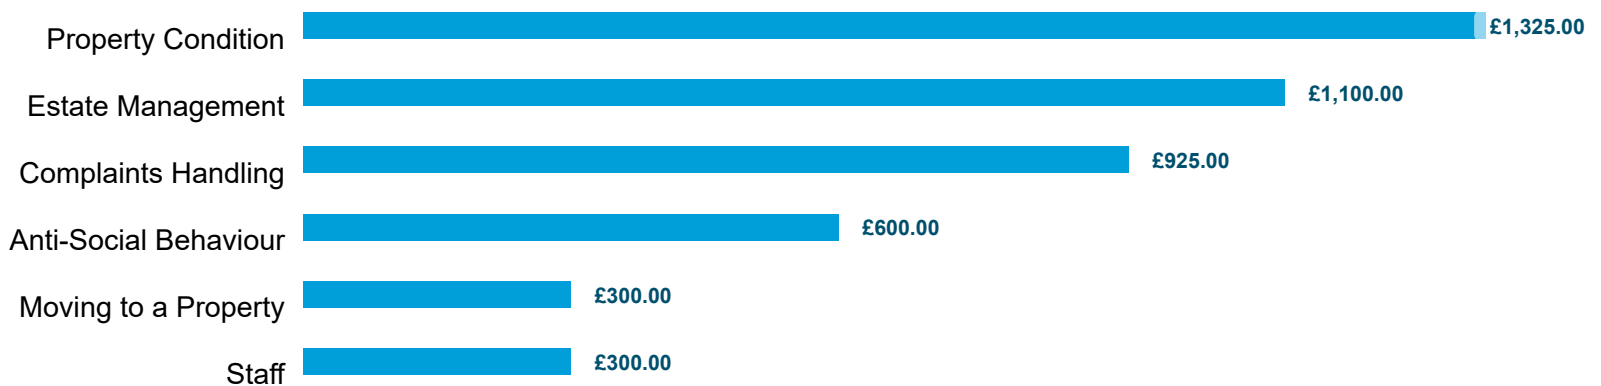 Property Condition £1,325.00
Estate Management £1,100.00
Complaints Handling £925.00
Anti-Social Behaviour £600.00
Moving to a Property £300.00
Staff £300.00